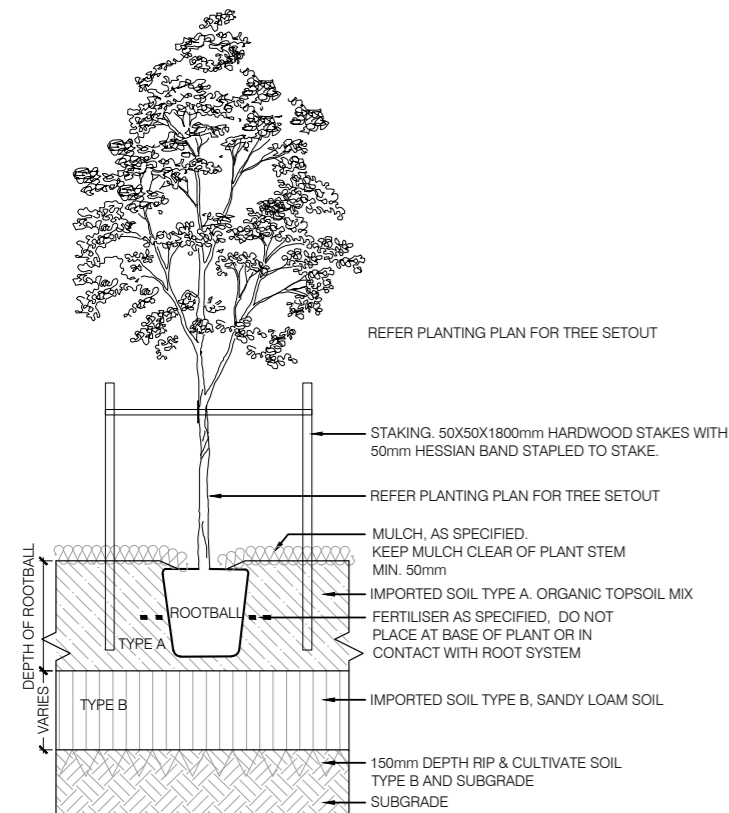 REFER PLANTING PLAN FOR TREE SETOUT
STAKING. 50X50X1800mm HARDWOOD STAKES WITH
50mm HESSIAN BAND STAPLED TO STAKE.
REFER PLANTING PLAN FOR TREE SETOUT
MULCH, AS SPECIFIED.
KEEP MULCH CLEAR OF PLANT STEM
MIN. 50mm
IMPORTED SOIL TYPE A. ORGANIC TOPSOIL MIX
FERTILISER AS SPECIFIED, DO NOT
PLACE AT BASE OF PLANT OR IN
CONTACT WITH ROOT SYSTEM
IMPORTED SOIL TYPE B, SANDY LOAM SOIL
150mm DEPTH RIP & CULTIVATE SOIL
TYPE B AND SUBGRADE
SUBGRADE
DEPTH OF ROOTBALL
VARIES
ROOTBALL
TYPE A
TYPE B